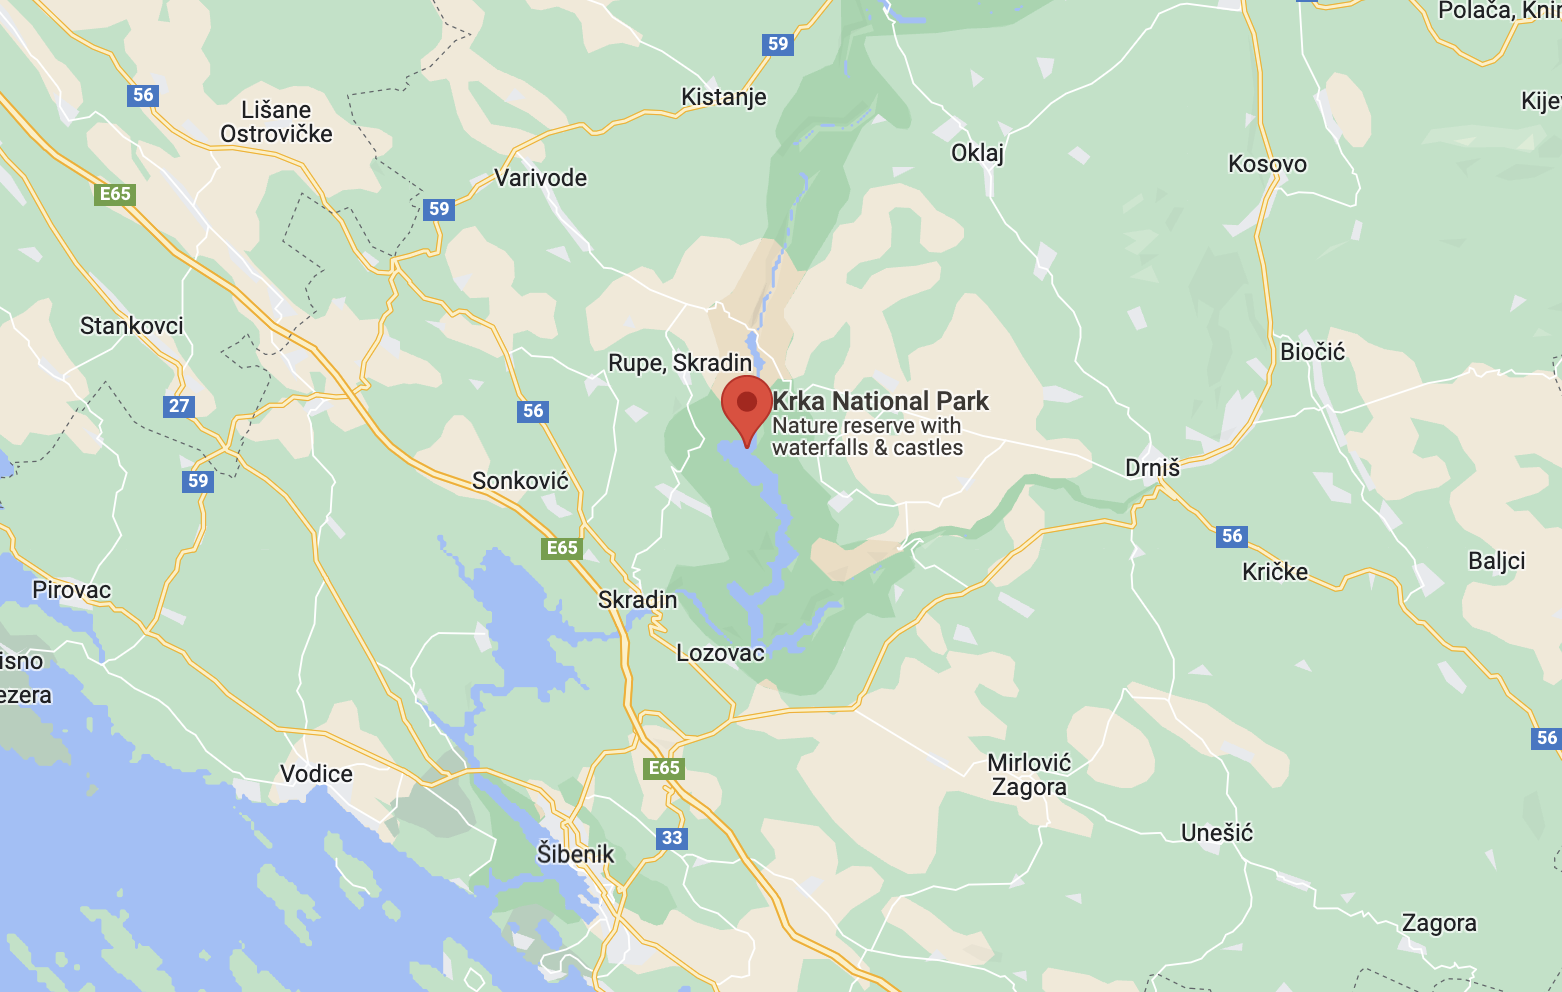 Polača, Knin
59
56
Kistanje
Lišane
Ostrovičke
Kije
Oklaj
Kosovo
Varivode
E65
59
Stankovci
Biočić
Rupe, Skradin
Krka National Park
Nature reserve with
waterfalls & castles
27
56
Drniš
Sonković
59
56
E65
Baljci
Kričke
Pirovac
Skradin
Lozovac
isno
ezera
56
Mirlović
Zagora
E65
Vodice
Unešić
33
Šibenik
Zagora